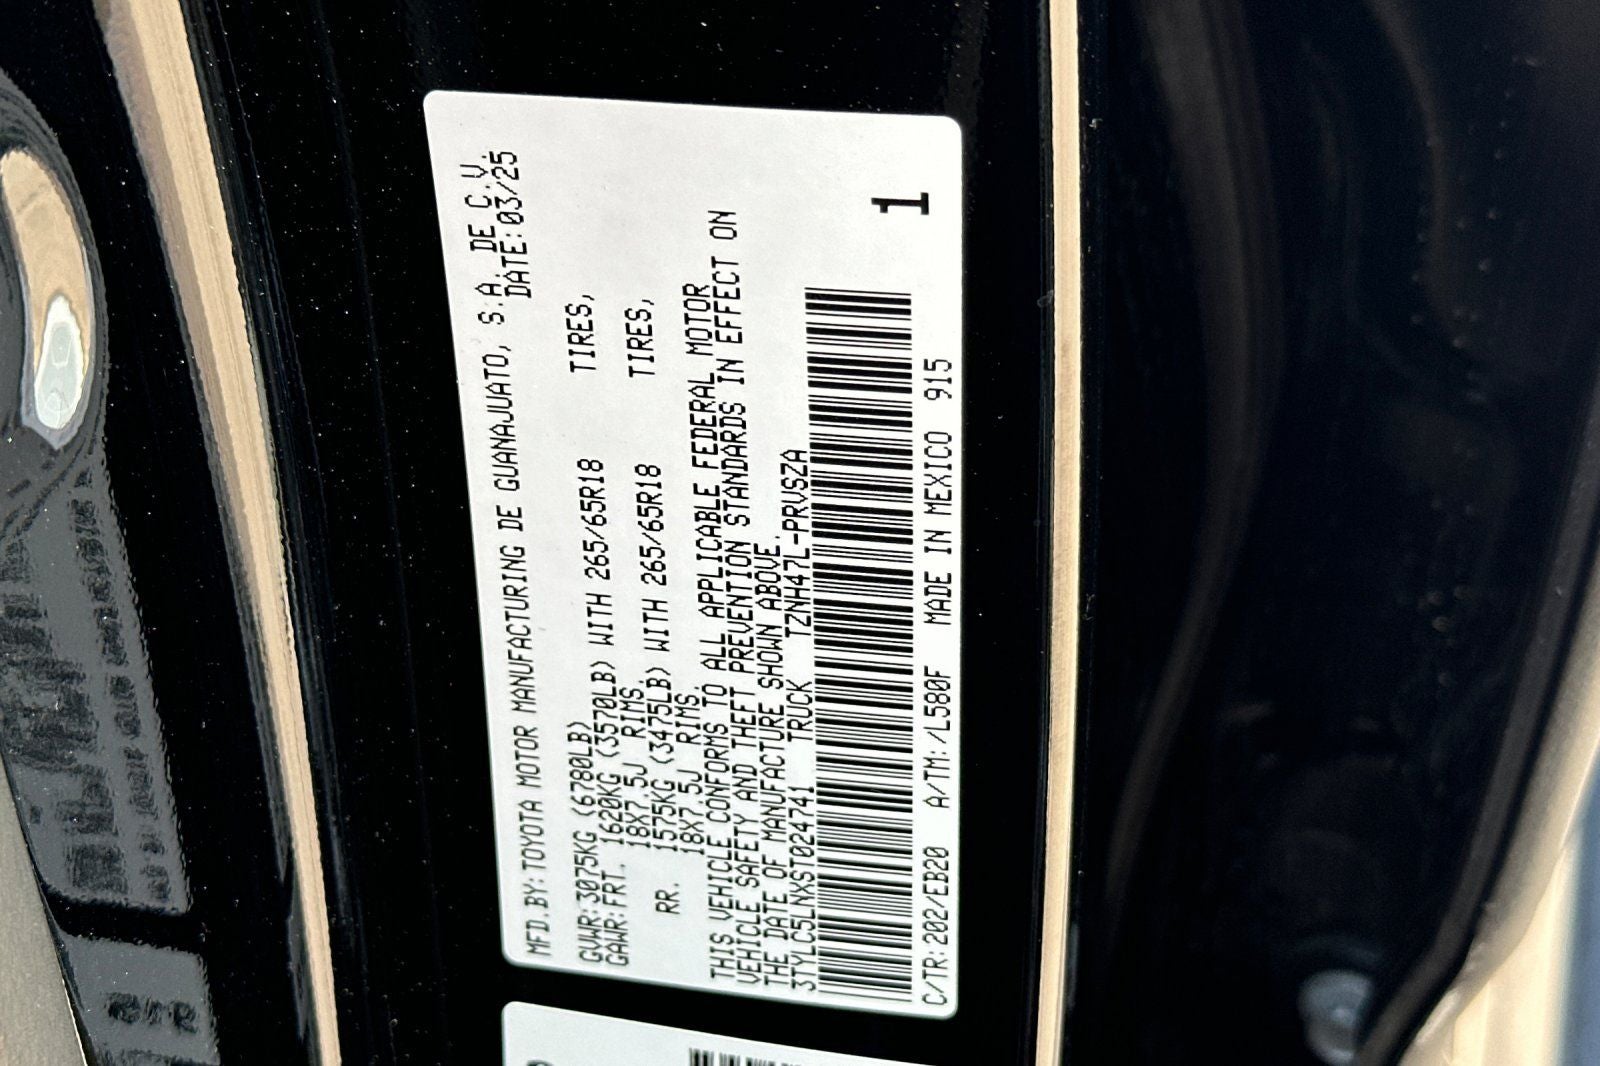 MFD.BY:TOYOTA MOTOR MANUFACTURING DE GUANAJUATO, S.A. DE C.V.
DATE:03/25
GVWR:3075KG (6780LB)
GAWR:FRT. 1620KG (3570LB) WITH 265/65R18 TIRES,
18X7.5J RIMS.
RR. 1575KG (3475LB) WITH 265/65R18 TIRES,
18X7.5J RIMS.
THIS VEHICLE CONFORMS TO ALL APPLICABLE FEDERAL MOTOR
VEHICLE SAFETY AND THEFT PREVENTION STANDARDS IN EFFECT ON
THE DATE OF MANUFACTURE SHOWN ABOVE.
3TYLC5LNXST024741 TRUCK TZNH47L-PRVSZA
1
C/TR:202/EB20 A/TM:/L580F MADE IN MEXICO 915